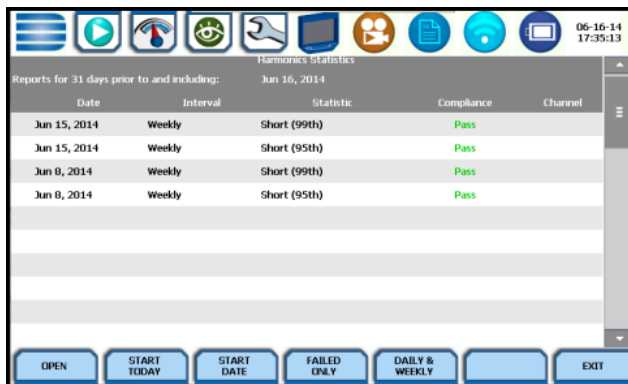 06-16-14
17:35:13
Harmonics Statistics
Reports for 31 days prior to and including: Jun 16, 2014
Date Interval Statistic Compliance Channel
Jun 15, 2014 Weekly Short (99th) Pass
Jun 15, 2014 Weekly Short (95th) Pass
Jun 8, 2014 Weekly Short (99th) Pass
Jun 8, 2014 Weekly Short (95th) Pass
OPEN START TODAY START DATE FAILED ONLY DAILY & WEEKLY EXIT